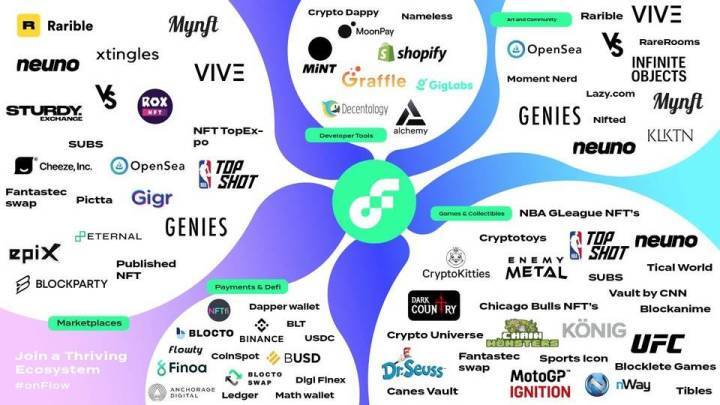 Rarible
Mynft
neuno
xtingles
VIVE
STURDY.
EXCHANGE
VS
ROX
NFT
NFT TopEx-
po
SUBS
Cheeze, Inc.
OpenSea
NBA
TOP
SHOT
Fantastec
swap
Pictta
Gigr
GENIES
ETERNAL
epiX
Published
NFT
BLOCKPARTY
Marketplaces
Join a Thriving
Ecosystem
#onFlow
Crypto Dappy
Nameless
MoonPay
MiNT
shopify
Graffle
GigLabs
Decentology
alchemy
Developer Tools
Art and Community
Rarible
VIVE
OpenSea
VS
RareRooms
INFINITE
OBJECTS
Moment Nerd
Lazy.com
Mynft
GENIES
Nifted
KLKTN
neuno
Games & Collectibles
NBA GLeague NFT's
Cryptotoys
NBA
TOP
SHOT
neuno
CryptoKitties
ENEMY
METAL
SUBS
Tical World
Vault by CNN
DARK
COUNTRY
Chicago Bulls NFT's
Blockanime
Crypto Universe
CHAIN
MONSTERS
KÖNIG
UFC
Dr. Seuss
Fantastec
swap
Sports Icon
Blocklete Games
Canes Vault
MotoGP
IGNITION
nWay
Tibles
Payments & Defi
Dapper wallet
BLOCTO
BINANCE
BLT
USDC
flowty
CoinSpot
BUSD
Finoa
BLOCTO
SWAP
Digi Finex
ANCHORAGE
DIGITAL
Ledger
Math wallet